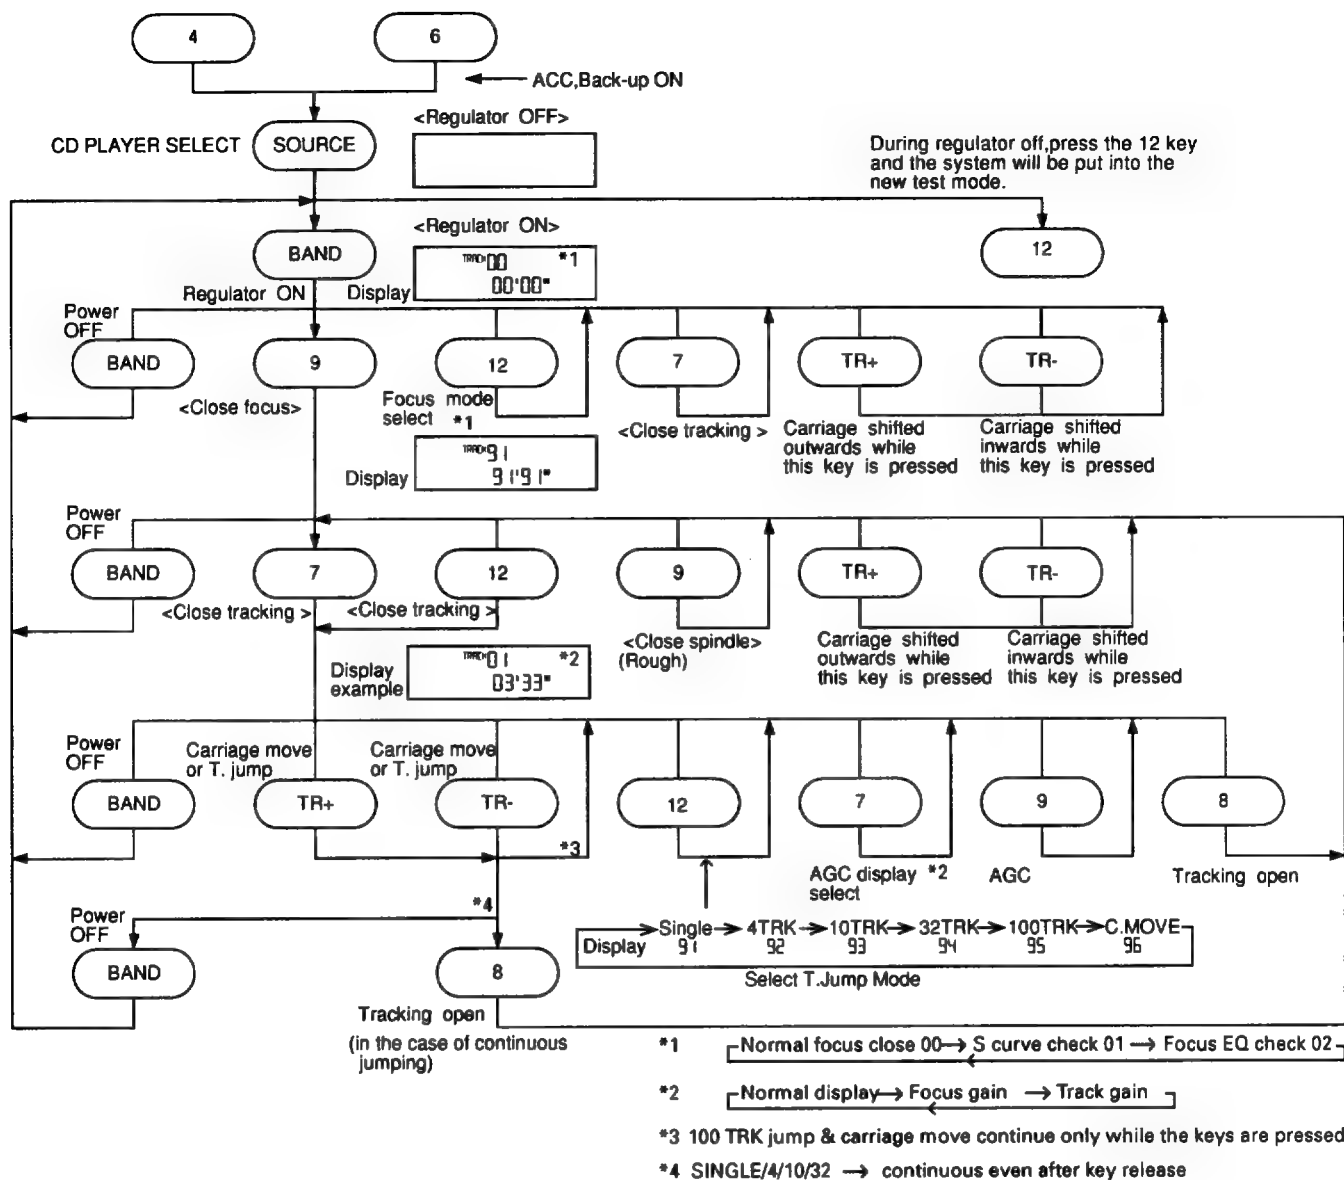 4
6
ACC,Back-up ON
<Regulator OFF>
CD PLAYER SELECT
SOURCE
During regulator off,press the 12 key
and the system will be put into the
new test mode.
<Regulator ON>
BAND
12
TRACK 00 *1
00'00"
Regulator ON
Display
Power
OFF
BAND
9
12
7
TR+
TR-
<Close focus>
Focus mode
select *1
<Close tracking >
Carriage shifted
outwards while
this key is pressed
Carriage shifted
inwards while
this key is pressed
TRACK 91
91'91"
Display
Power
OFF
BAND
7
12
9
TR+
TR-
<Close tracking >
<Close tracking >
<Close spindle>
(Rough)
Carriage shifted
outwards while
this key is pressed
Carriage shifted
inwards while
this key is pressed
Display
example
TRACK 01 *2
03'33"
Power
OFF
Carriage move
or T. jump
Carriage move
or T. jump
BAND
TR+
TR-
12
7
9
8
*3
AGC display *2
select
AGC
Tracking open
*4
Power
OFF
BAND
8
Single → 4TRK → 10TRK → 32TRK → 100TRK → C.MOVE
Display 91 92 93 94 95 96
Select T.Jump Mode
Tracking open
(in the case of continuous
jumping)
*1 Normal focus close 00 → S curve check 01 → Focus EQ check 02
*2 Normal display → Focus gain → Track gain
*3 100 TRK jump & carriage move continue only while the keys are pressed
*4 SINGLE/4/10/32 → continuous even after key release